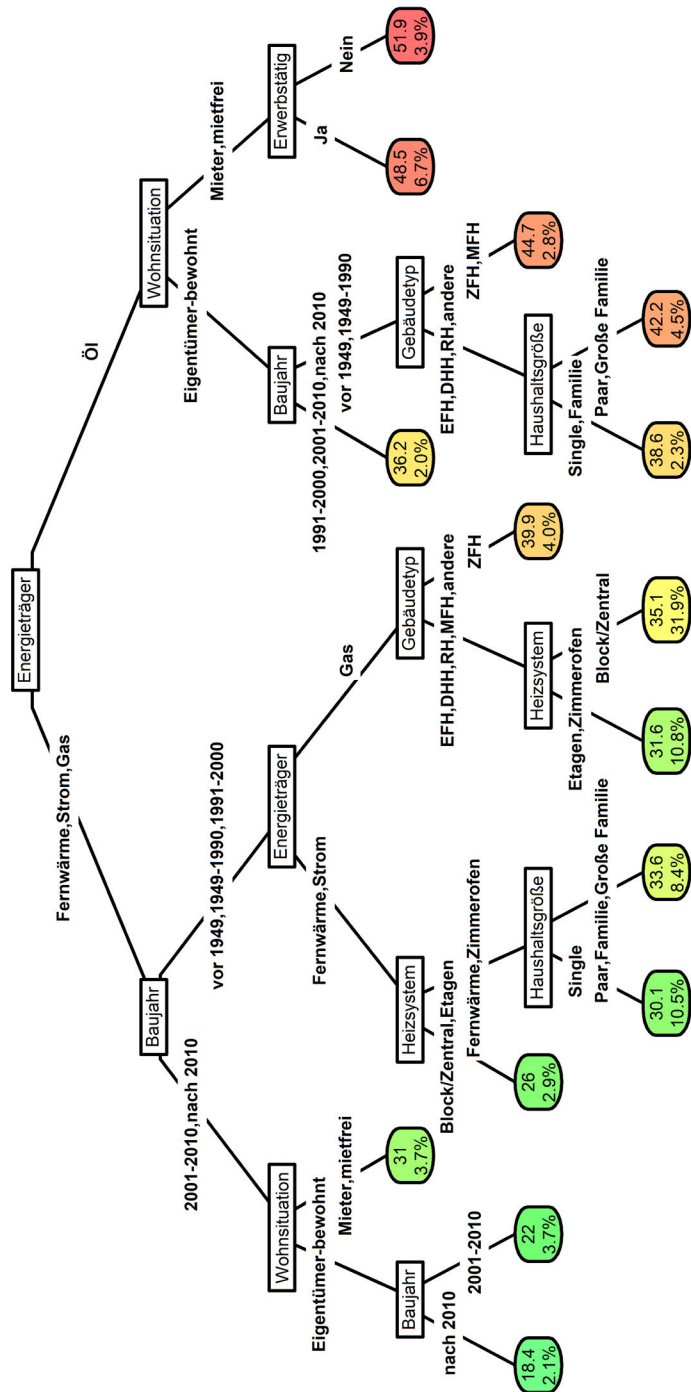 Energieträger
Fernwärme,Strom,Gas
Öl
Baujahr
Wohnsituation
2001-2010,nach 2010
vor 1949,1949-1990,1991-2000
Eigentümer-bewohnt
Mieter,mietfrei
Wohnsituation
Energieträger
Baujahr
Erwerbstätig
Eigentümer-bewohnt
Mieter,mietfrei
Fernwärme,Strom
Gas
1991-2000,2001-2010,nach 2010
vor 1949,1949-1990
Ja
Nein
Baujahr
31
3.7%
Heizsystem
Gebäudetyp
36.2
2.0%
Gebäudetyp
48.5
6.7%
51.9
3.9%
nach 2010
2001-2010
Block/Zentral,Etagen
Fernwärme,Zimmerofen
EFH,DHH,RH,MFH,andere
ZFH
EFH,DHH,RH,andere
ZFH,MFH
18.4
2.1%
22
3.7%
26
2.9%
Haushaltsgröße
Heizsystem
39.9
4.0%
Haushaltsgröße
44.7
2.8%
Single
Paar,Familie,Große Familie
Etagen,Zimmerofen
Block/Zentral
Single,Familie
Paar,Große Familie
30.1
10.5%
33.6
8.4%
31.6
10.8%
35.1
31.9%
38.6
2.3%
42.2
4.5%